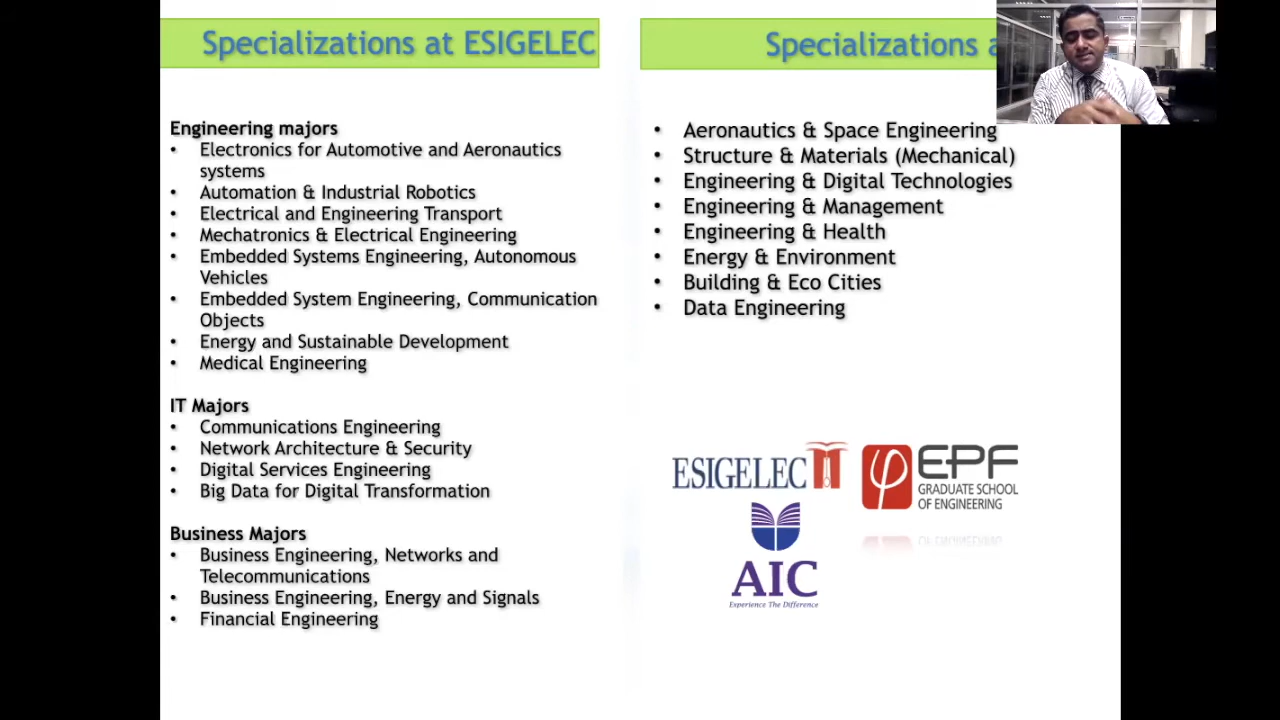 Specializations at ESIGELEC
Engineering majors
• Electronics for Automotive and Aeronautics
systems
• Automation & Industrial Robotics
• Electrical and Engineering Transport
• Mechatronics & Electrical Engineering
• Embedded Systems Engineering, Autonomous
Vehicles
• Embedded System Engineering, Communication
Objects
• Energy and Sustainable Development
• Medical Engineering
IT Majors
• Communications Engineering
• Network Architecture & Security
• Digital Services Engineering
• Big Data for Digital Transformation
Business Majors
• Business Engineering, Networks and
Telecommunications
• Business Engineering, Energy and Signals
• Financial Engineering
Specializations
• Aeronautics & Space Engineering
• Structure & Materials (Mechanical)
• Engineering & Digital Technologies
• Engineering & Management
• Engineering & Health
• Energy & Environment
• Building & Eco Cities
• Data Engineering
ESIGELEC
EPF
GRADUATE SCHOOL
OF ENGINEERING
AIC
Experience The Difference